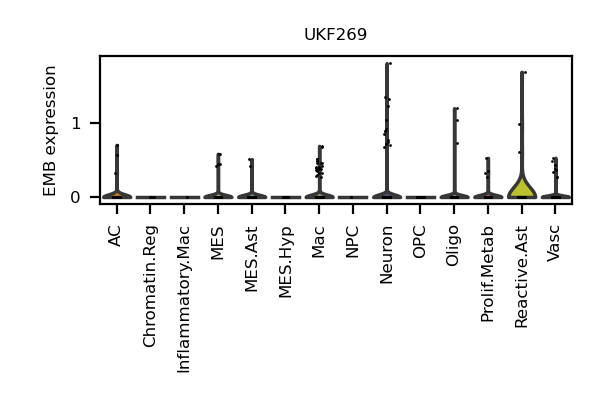 UKF269
EMB expression
1
0
AC
Chromatin.Reg
Inflammatory.Mac
MES
MES.Ast
MES.Hyp
Mac
NPC
Neuron
OPC
Oligo
Prolif.Metab
Reactive.Ast
Vasc